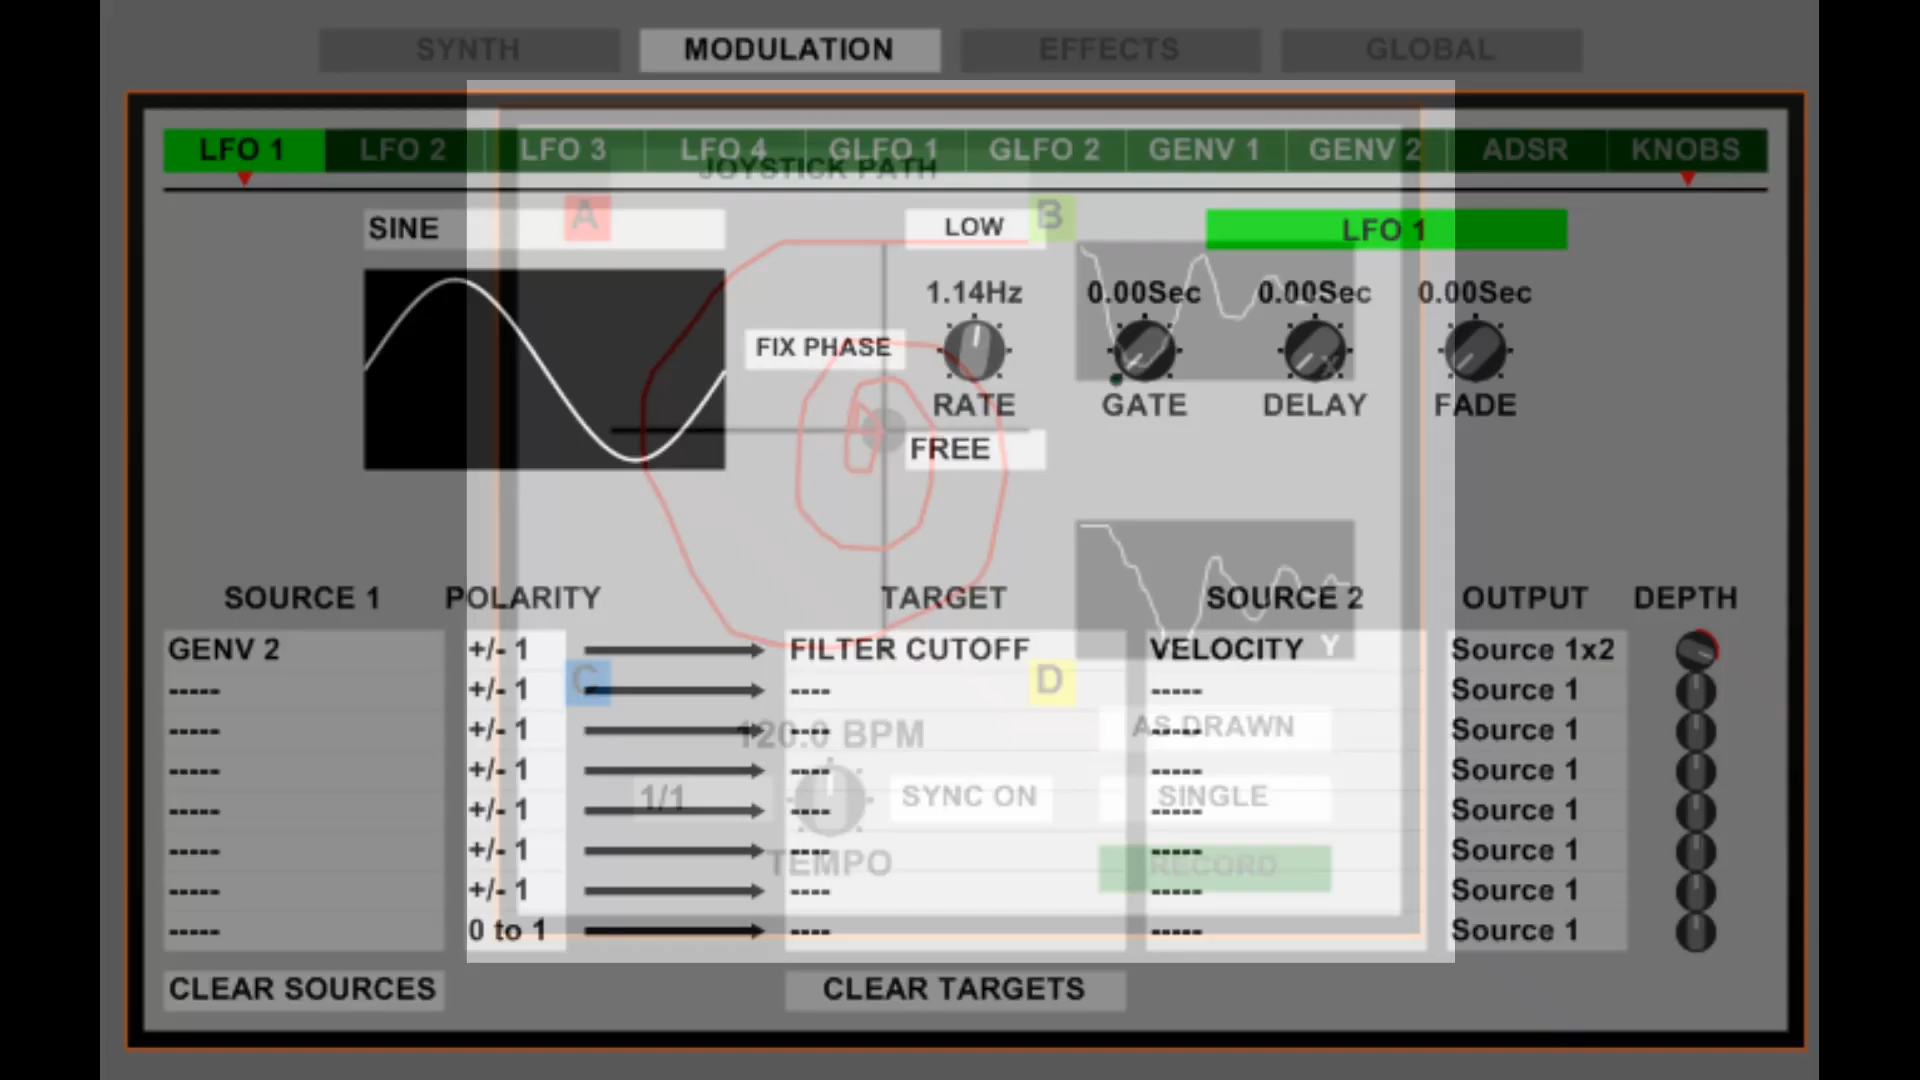 SYNTH MODULATION EFFECTS GLOBAL
LFO 1 LFO 2 LFO 3 LFO 4 GLFO 1 GLFO 2 GENV 1 GENV 2 ADSR KNOBS
JOYSTICK PATH
A B
SINE LOW LFO 1
1.14Hz 0.00Sec 0.00Sec 0.00Sec
FIX PHASE
X
RATE GATE DELAY FADE
FREE
SOURCE 1 POLARITY TARGET SOURCE 2 OUTPUT DEPTH
GENV 2 +/- 1 FILTER CUTOFF VELOCITY Y Source 1x2
C D
----- +/- 1 ---- ----- Source 1
120.0 BPM AS DRAWN
----- +/- 1 ---- ----- Source 1
----- +/- 1 ---- ----- Source 1
1/1 SYNC ON SINGLE
----- +/- 1 ---- ----- Source 1
----- +/- 1 ---- ----- Source 1
TEMPO RECORD
----- +/- 1 ---- ----- Source 1
----- 0 to 1 ---- ----- Source 1
CLEAR SOURCES CLEAR TARGETS